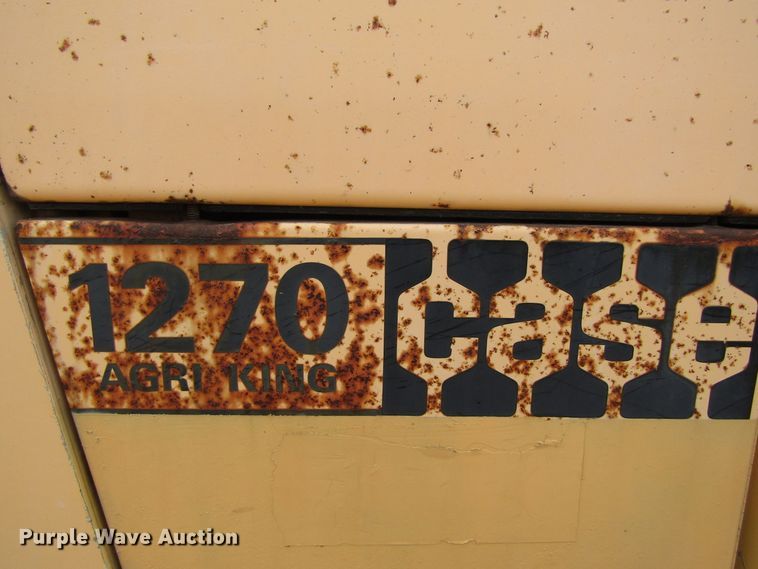 1270 case
AGRI KING
Purple Wave Auction